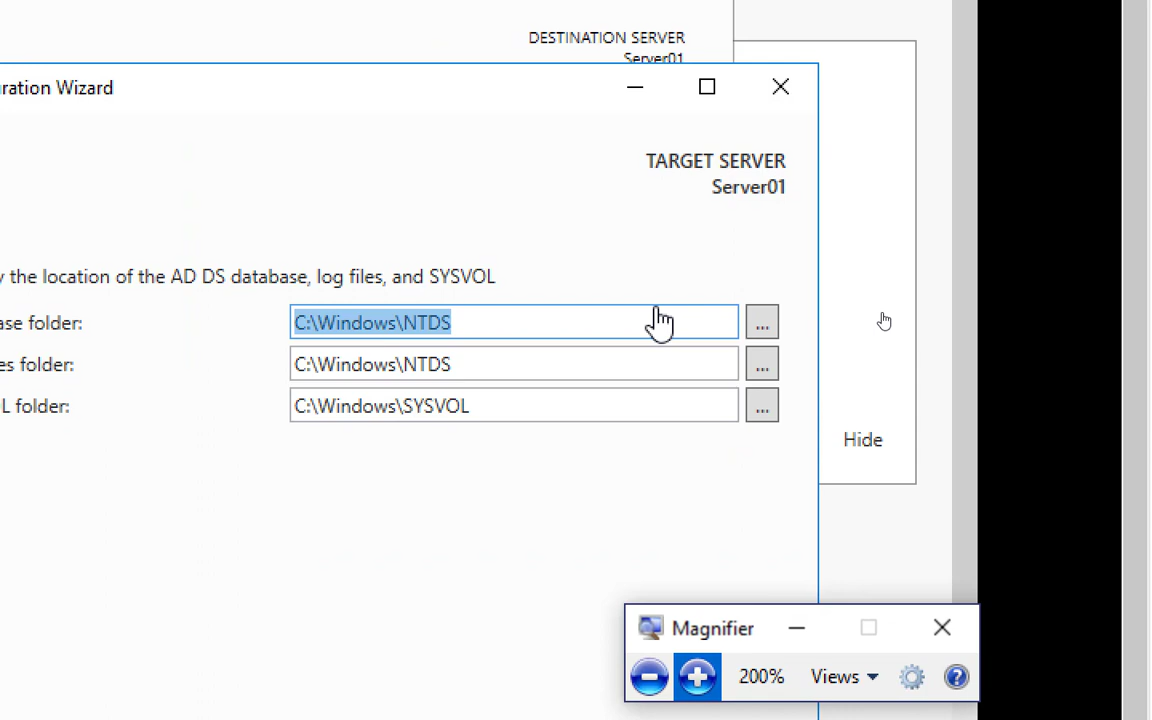 DESTINATION SERVER
Server01
ration Wizard
TARGET SERVER
Server01
y the location of the AD DS database, log files, and SYSVOL
ase folder: C:\Windows\NTDS ...
es folder: C:\Windows\NTDS ...
L folder: C:\Windows\SYSVOL ...
Hide
Magnifier
200% Views